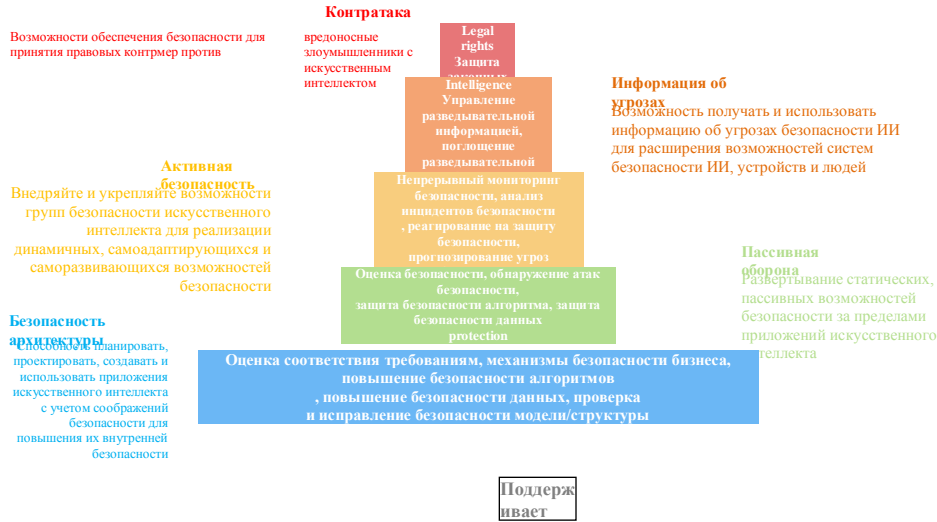 Контратака
Возможности обеспечения безопасности для
принятия правовых контрмер против
вредоносные
злоумышленники с
искусственным
интеллектом
Legal
rights
Защита
законных
Intelligence
Управление
разведывательной
информацией,
поглощение
разведывательной
Информация об
угрозах
Возможность получать и использовать
информацию об угрозах безопасности ИИ
для расширения возможностей систем
безопасности ИИ, устройств и людей
Активная
безопасность
Внедряйте и укрепляйте возможности
групп безопасности искусственного
интеллекта для реализации
динамичных, самоадаптирующихся и
саморазвивающихся возможностей
безопасности
Непрерывный мониторинг
безопасности, анализ
инцидентов безопасности
, реагирование на защиту
безопасности,
прогнозирование угроз
Пассивная
оборона
Развертывание статических,
пассивных возможностей
безопасности за пределами
приложений искусственного
интеллекта
Оценка безопасности, обнаружение атак
безопасности,
защита безопасности алгоритма, защита
безопасности данных
protection
Безопасность
архитектуры
Способность планировать,
проектировать, создавать и
использовать приложения
искусственного интеллекта
с учетом соображений
безопасности для
повышения их внутренней
безопасности
Оценка соответствия требованиям, механизмы безопасности бизнеса,
повышение безопасности алгоритмов
, повышение безопасности данных, проверка
и исправление безопасности модели/структуры
Поддерж
ивает